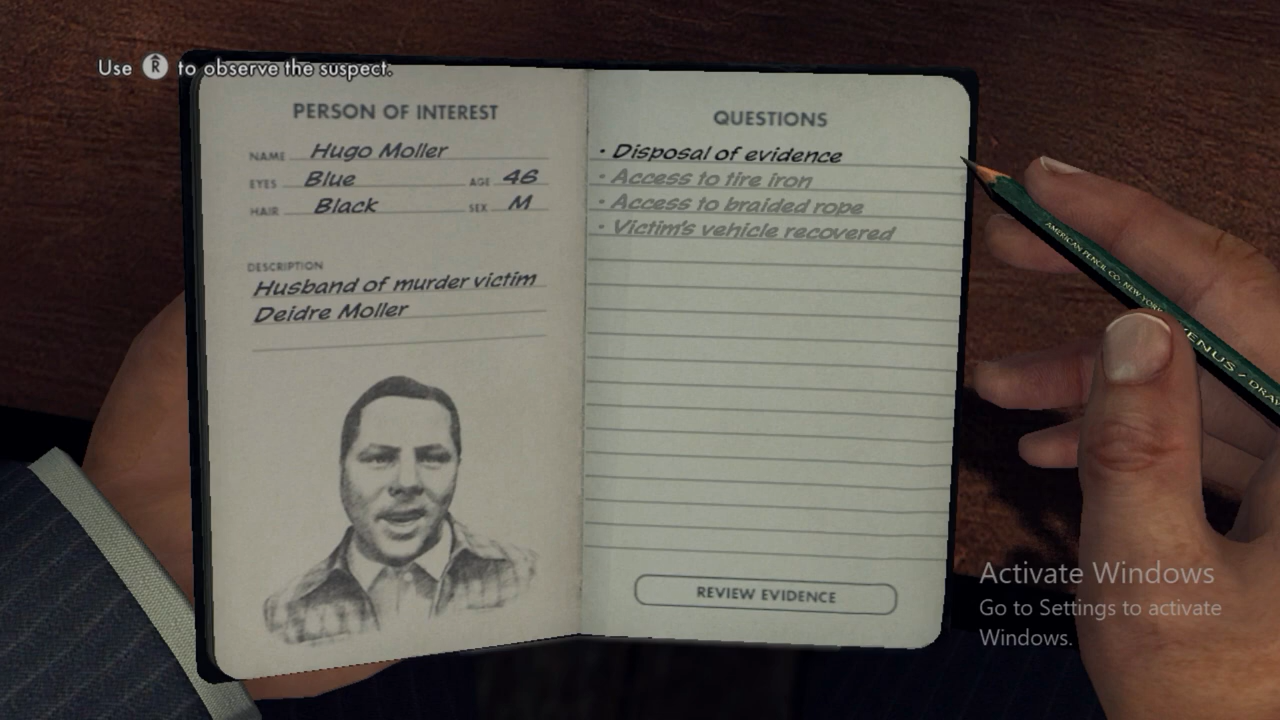 Use R to observe the suspect.
PERSON OF INTEREST
NAME Hugo Moller
EYES Blue AGE 46
HAIR Black SEX M
DESCRIPTION
Husband of murder victim
Deidre Moller
QUESTIONS
• Disposal of evidence
• Access to tire iron
• Access to braided rope
• Victim's vehicle recovered
REVIEW EVIDENCE
AMERICAN PENCIL CO. NEW YORK
VENUS / DRAW
Activate Windows
Go to Settings to activate
Windows.